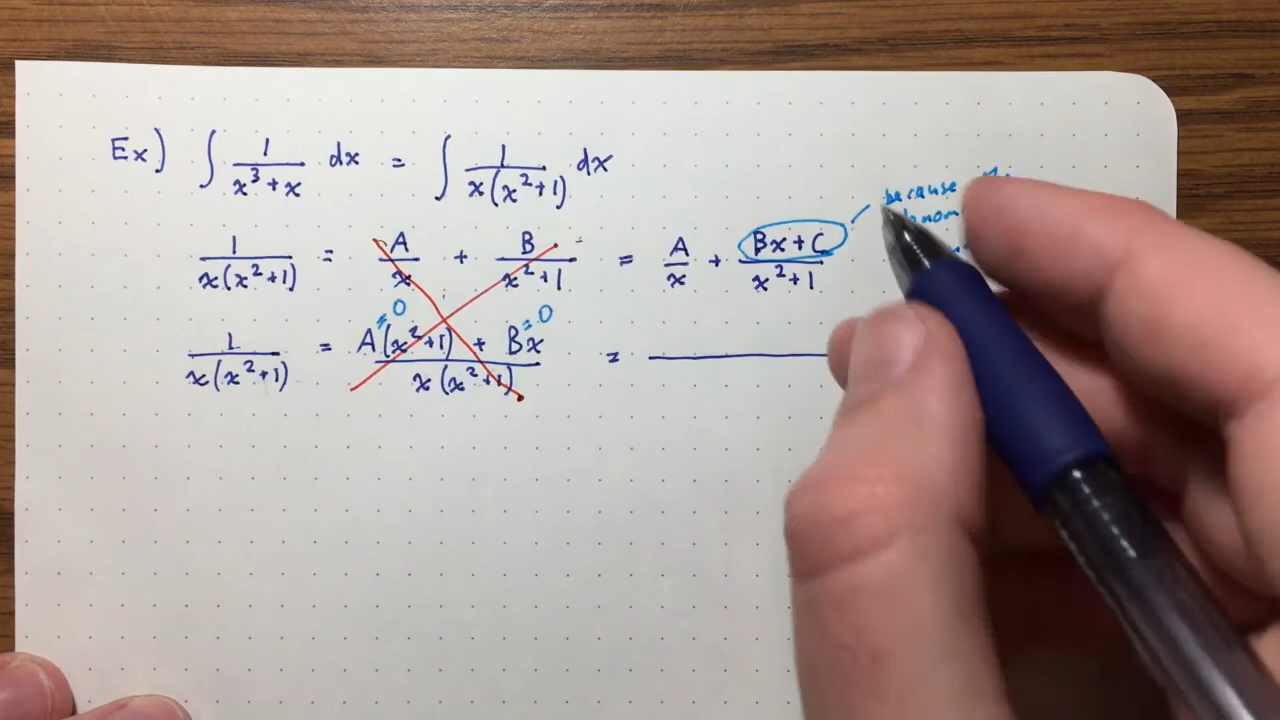 Ex) ∫ 1/(x³ + x) dx = ∫ 1/(x(x²+1)) dx
1/(x(x²+1)) = A/x + B/(x²+1) = A/x + (Bx+C)/(x²+1)
because
=0 =0
1/(x(x²+1)) = (A(x²+1) + Bx)/(x(x²+1)) =